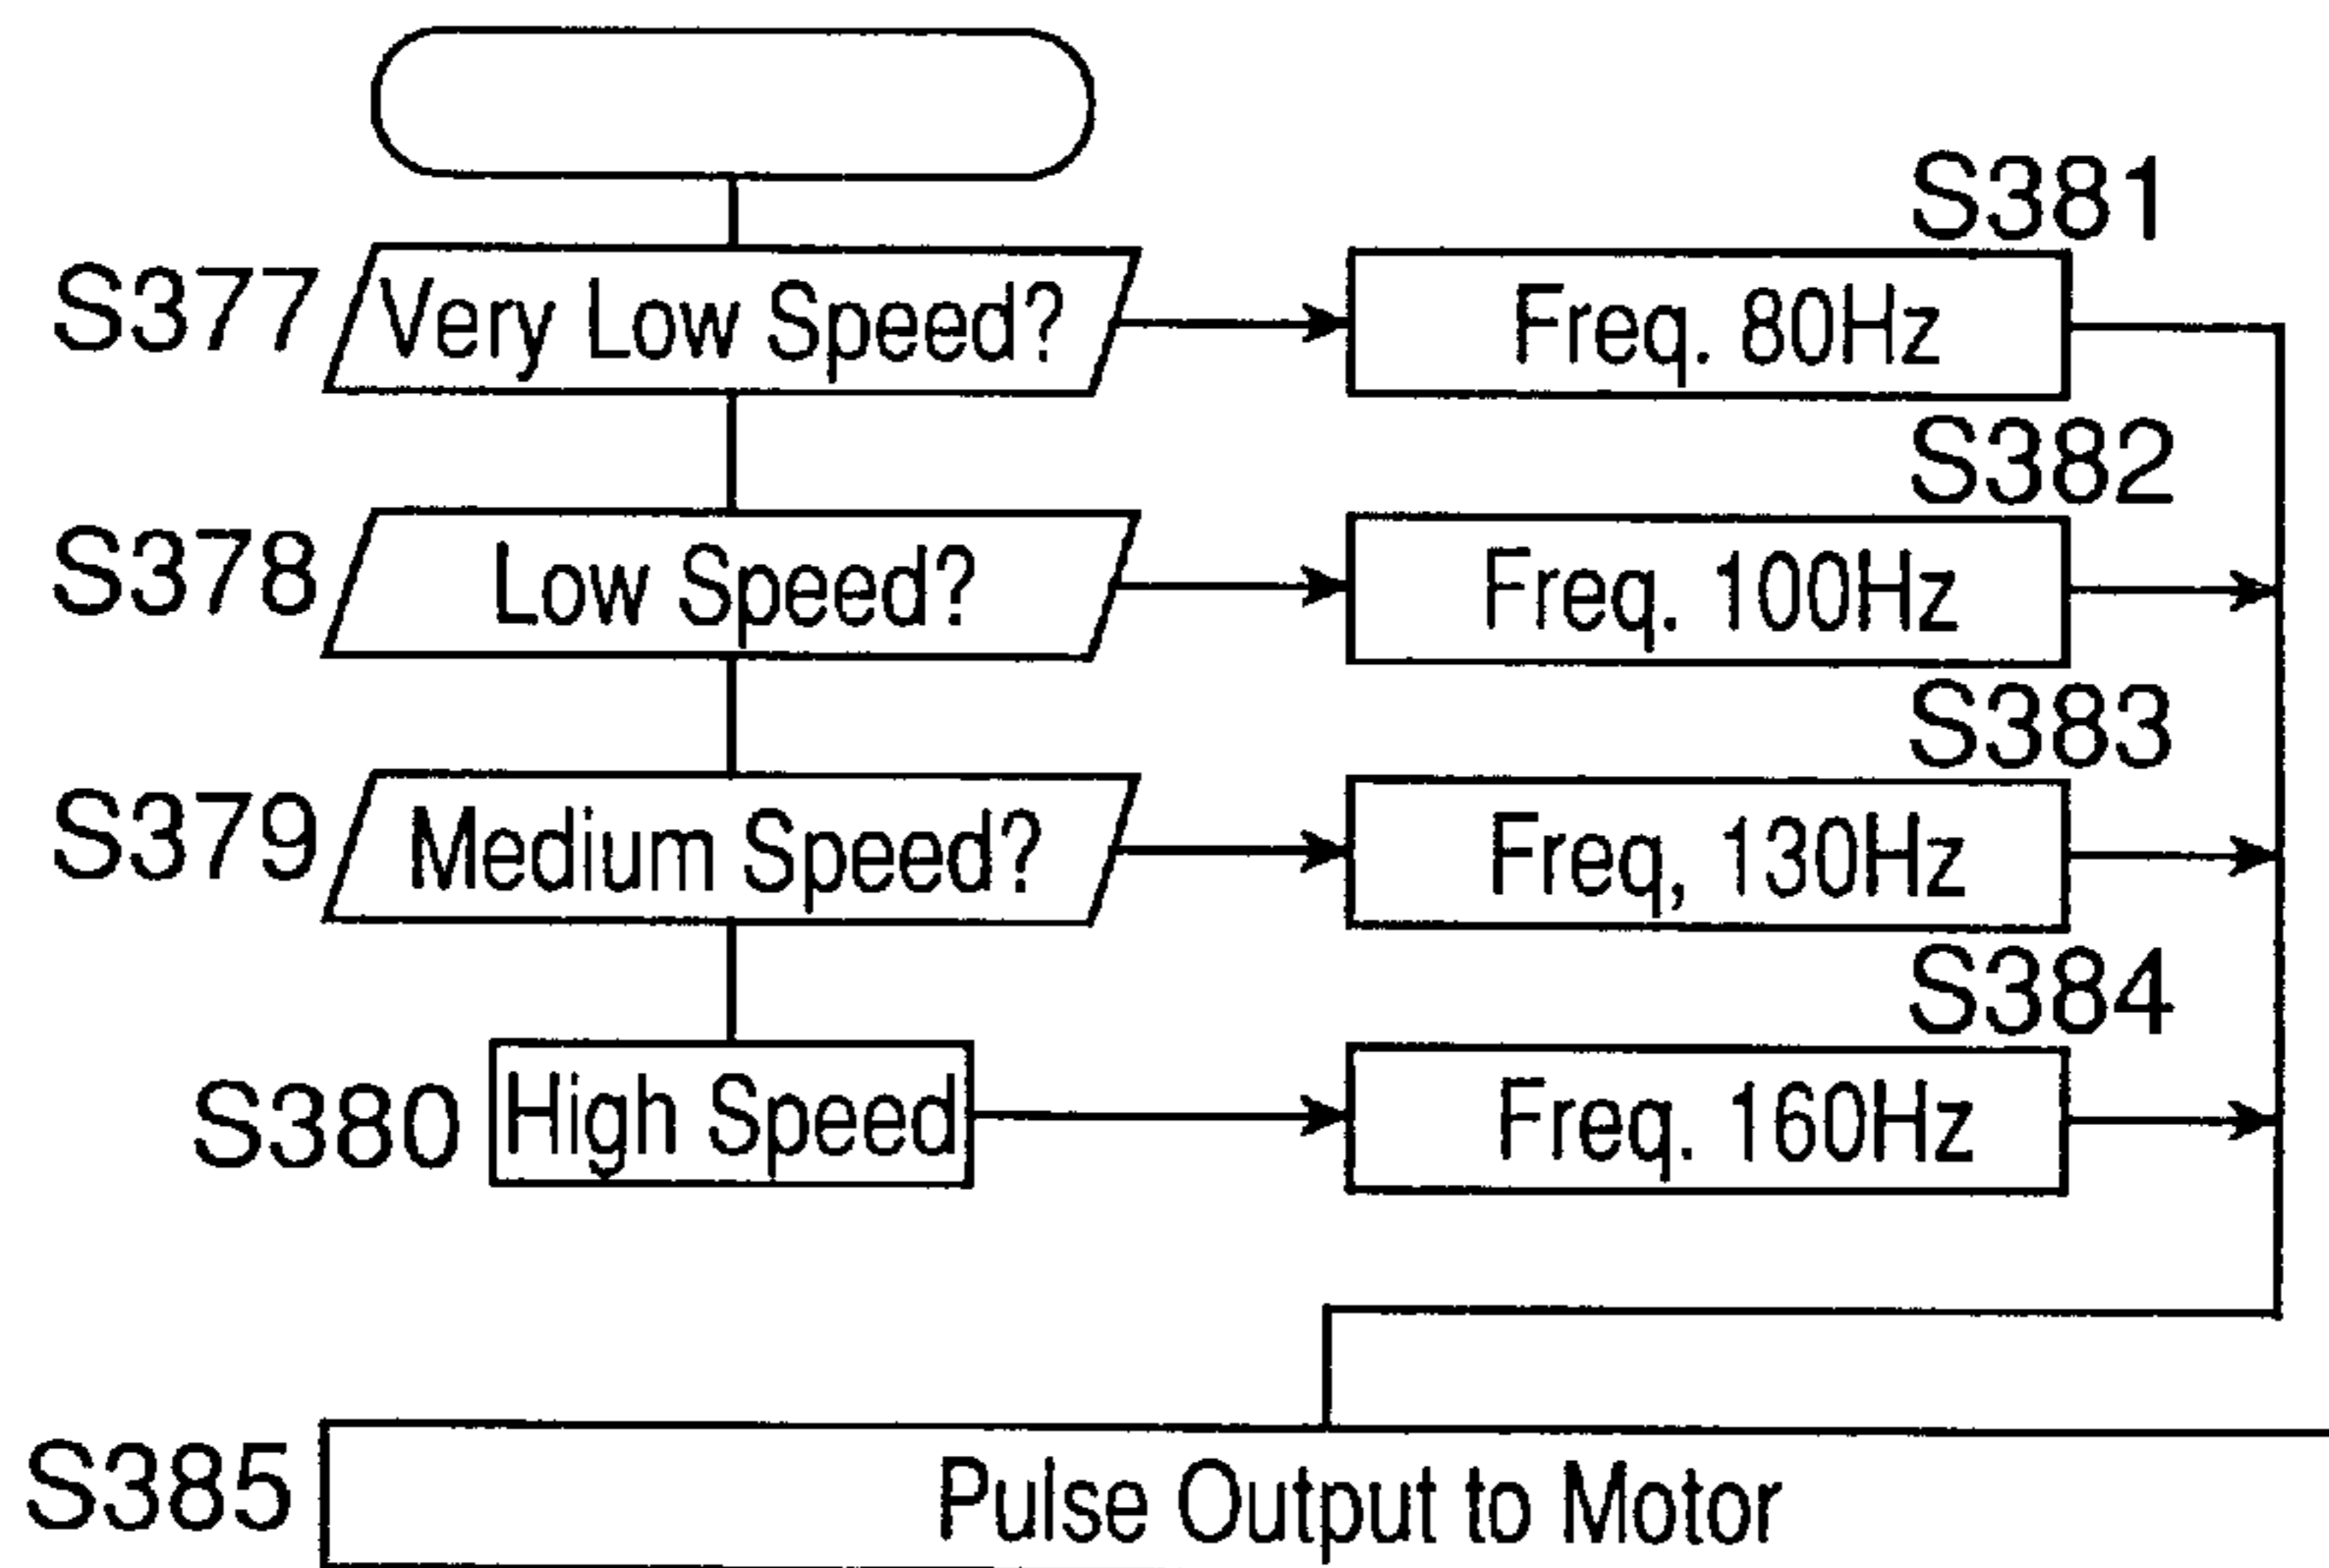 S381
S377 Very Low Speed? Freq. 80Hz
S382
S378 Low Speed? Freq. 100Hz
S383
S379 Medium Speed? Freq, 130Hz
S384
S380 High Speed Freq. 160Hz
S385 Pulse Output to Motor